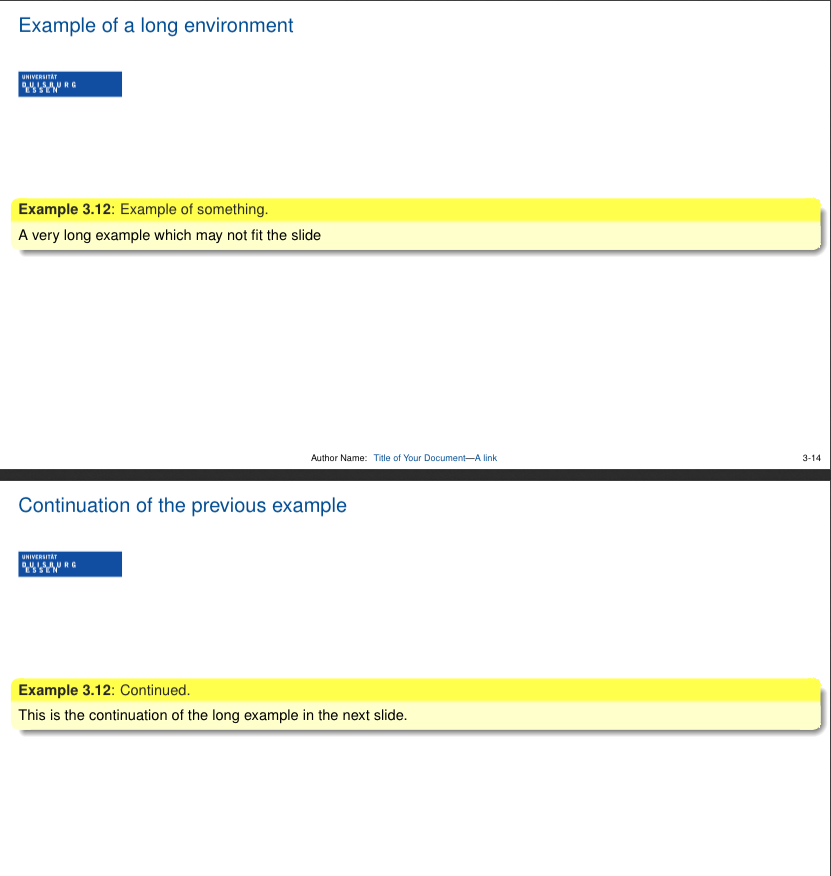 Example of a long environment
UNIVERSITÄT
DUISBURG
ESSEN
Example 3.12: Example of something.
A very long example which may not fit the slide
Author Name: Title of Your Document—A link
3-14
Continuation of the previous example
UNIVERSITÄT
DUISBURG
ESSEN
Example 3.12: Continued.
This is the continuation of the long example in the next slide.